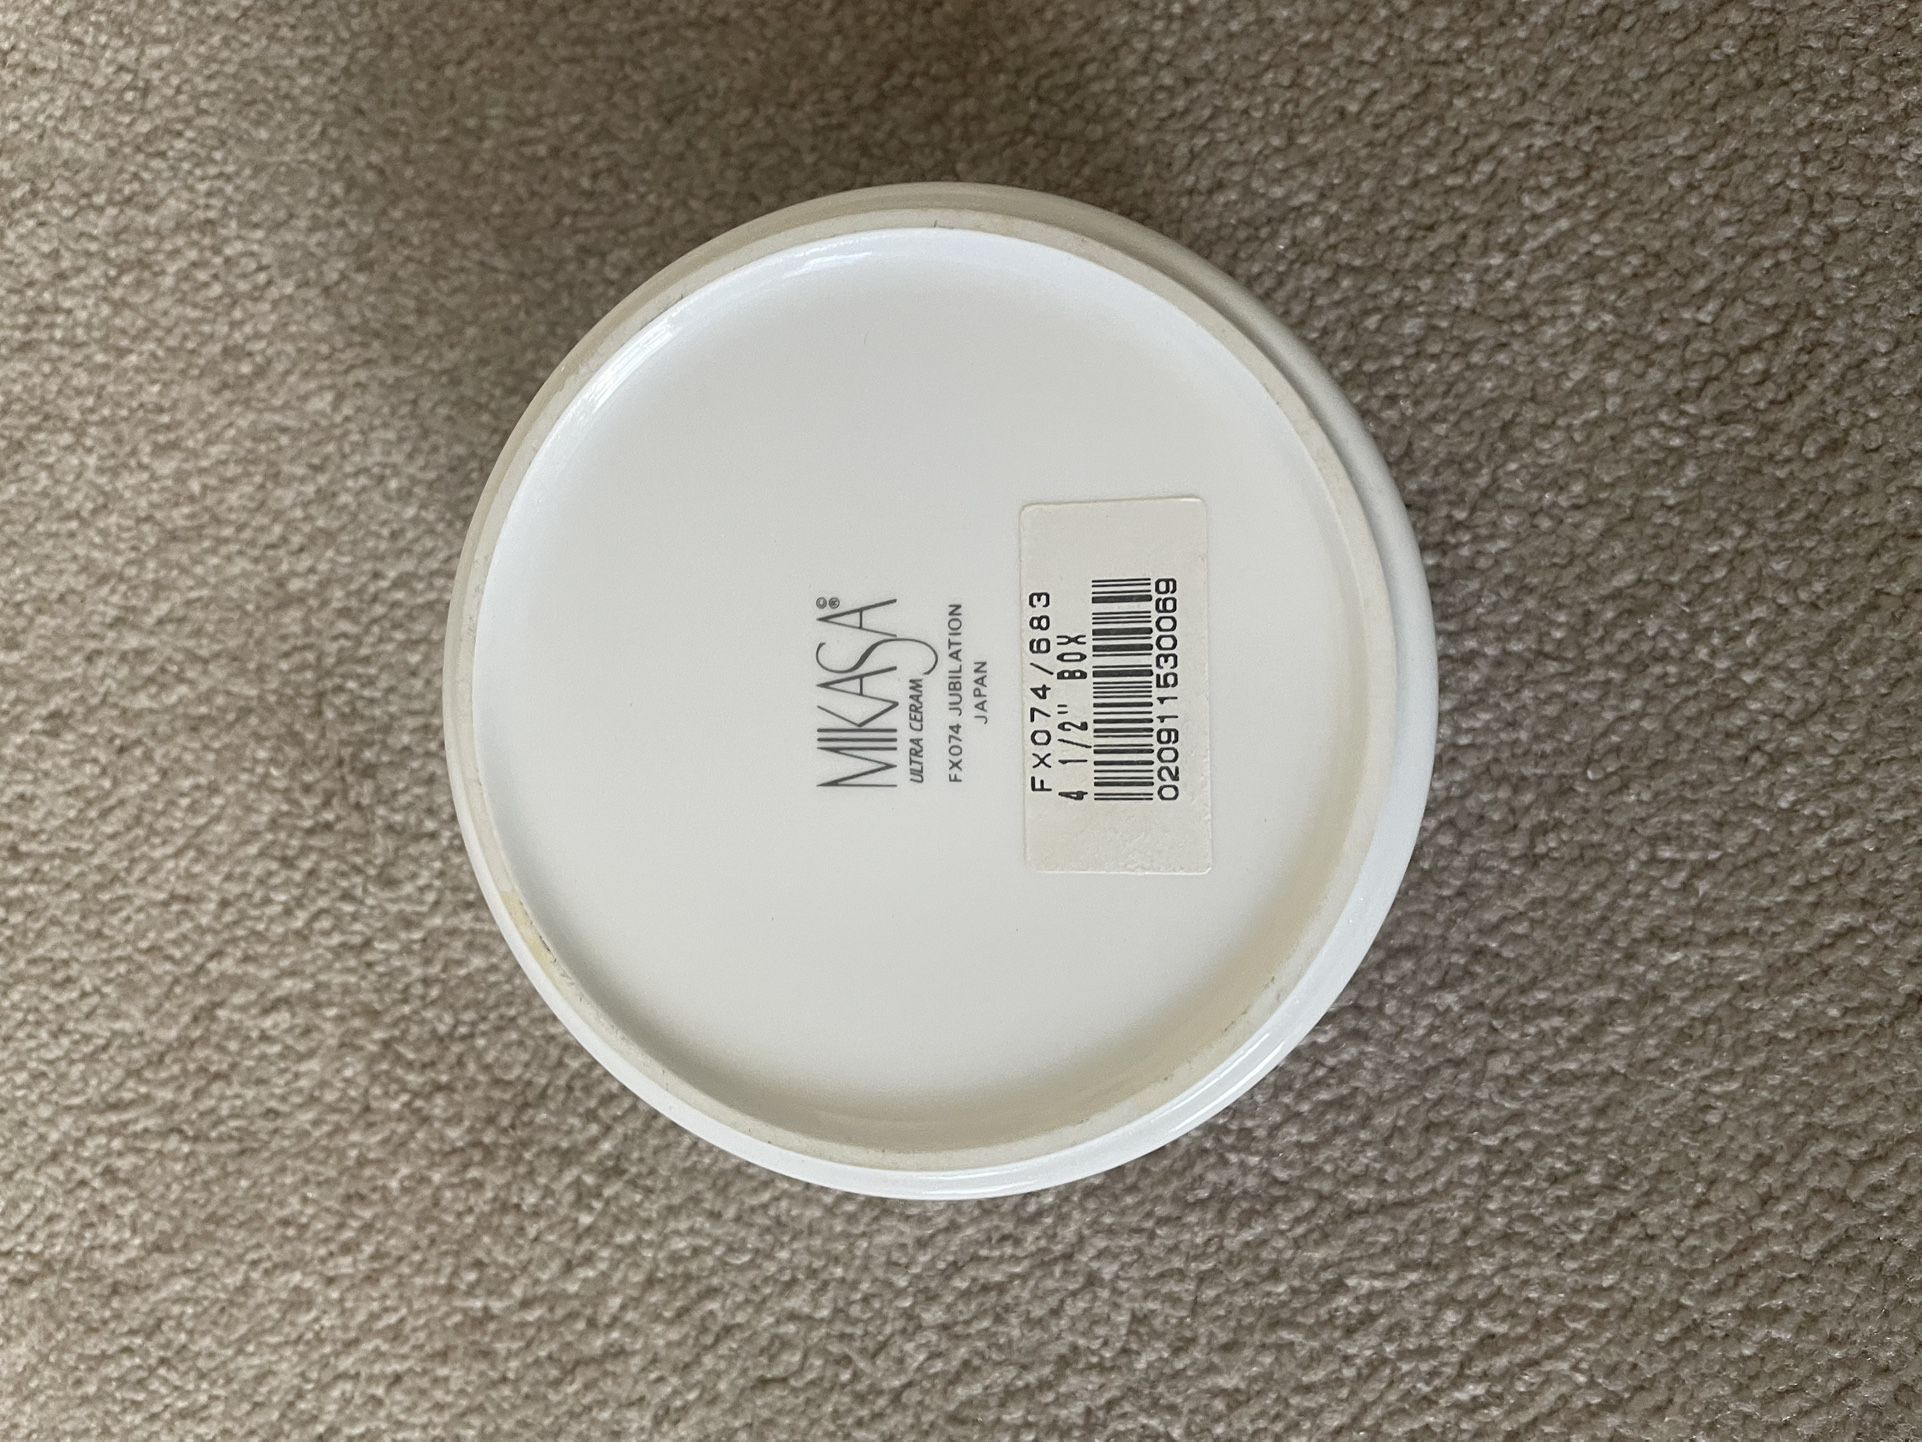 MIKASA©®
ULTRA CERAM
FX074 JUBILATION
JAPAN
FX074/683
4 1/2" BOX
020911530069